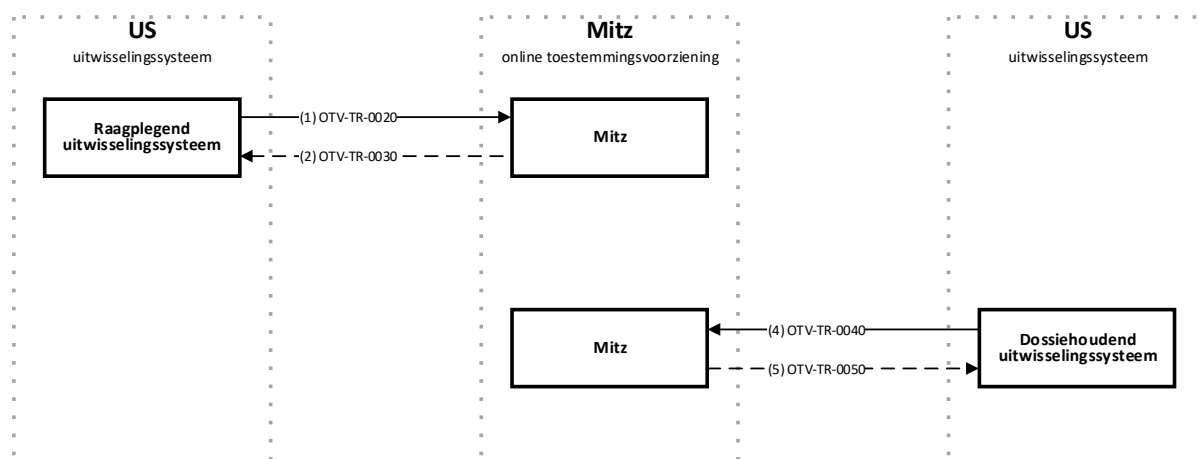 US
uitwisselingssysteem
Mitz
online toestemmingsvoorziening
US
uitwisselingssysteem
Raagplegend
uitwisselingssysteem
(1) OTV-TR-0020
(2) OTV-TR-0030
Mitz
Mitz
(4) OTV-TR-0040
(5) OTV-TR-0050
Dossiehoudend
uitwisselingssysteem